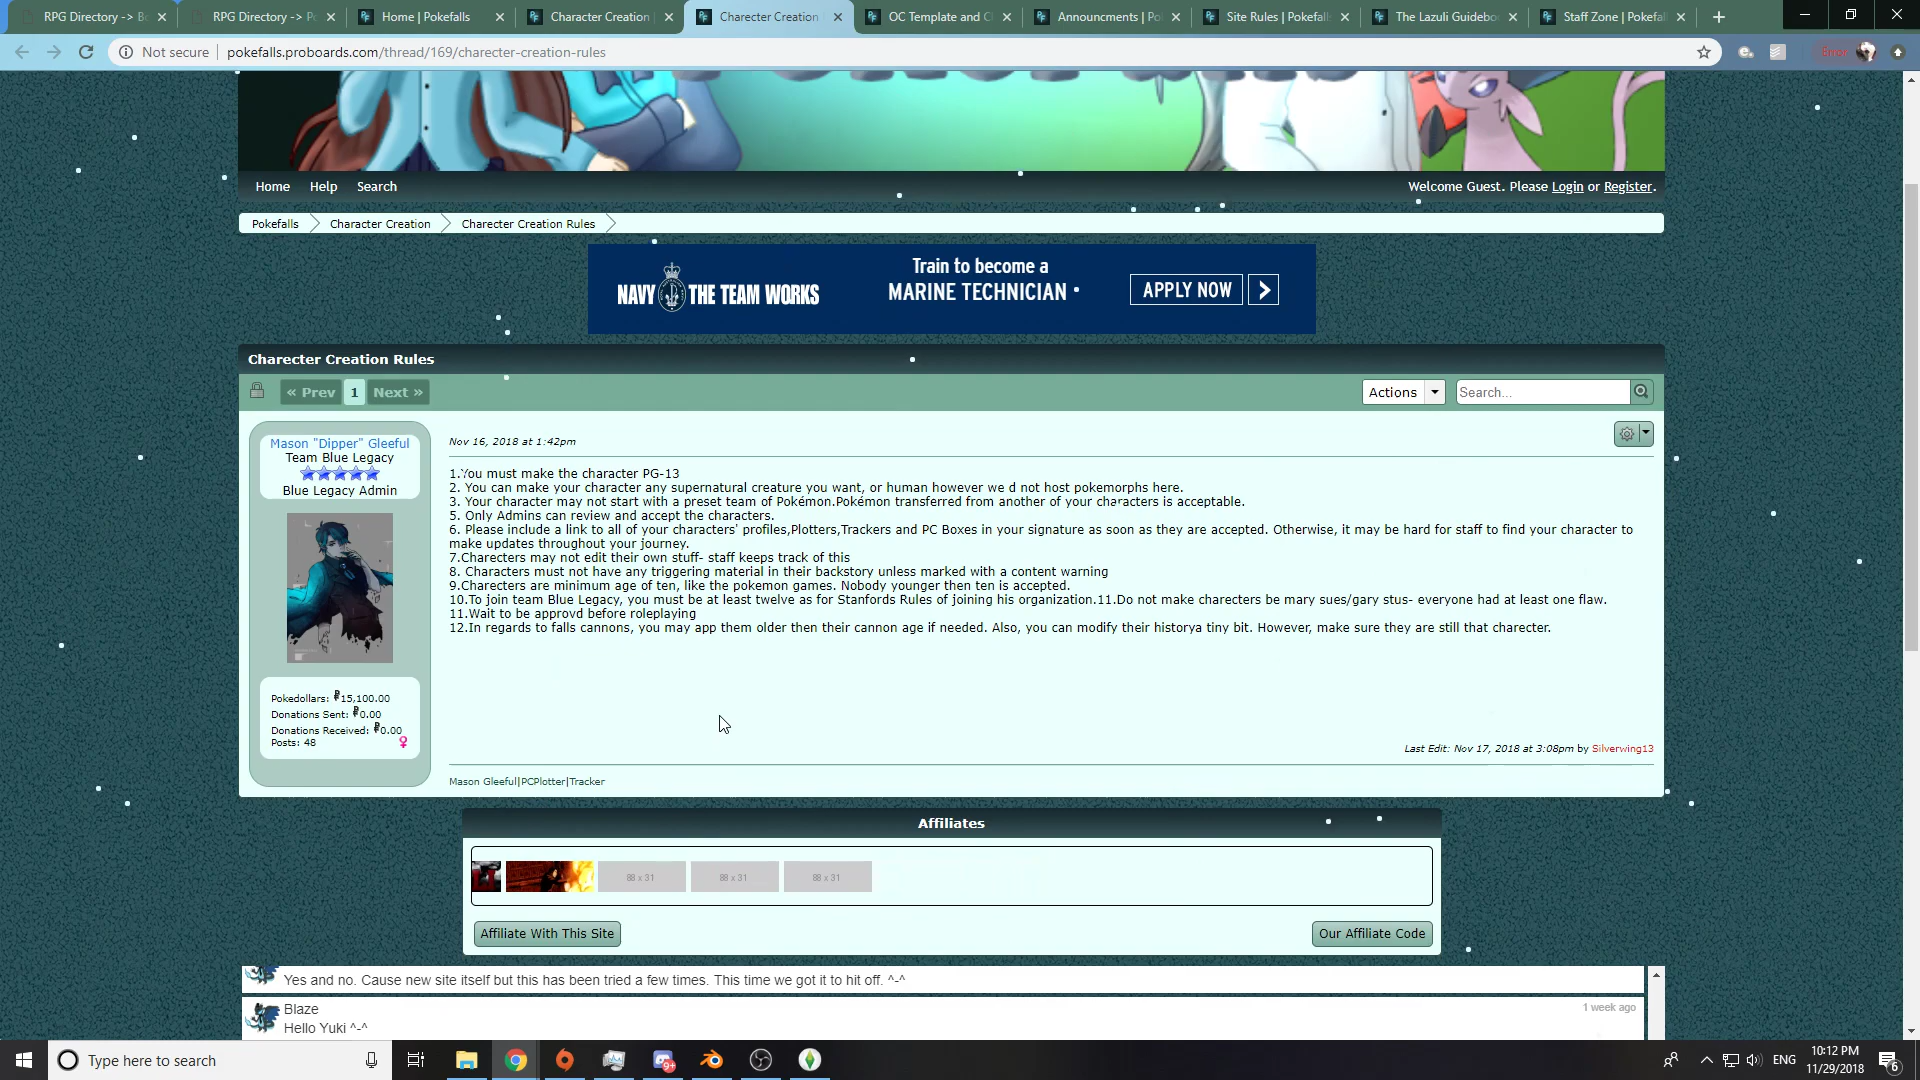 RPG Directory -> Bo
RPG Directory -> Po
Home | Pokefalls
Character Creation |
Charecter Creation
OC Template and C
Announcments | Po
Site Rules | Pokefalls
The Lazuli Guidebo
Staff Zone | Pokefal
Not secure
pokefalls.proboards.com/thread/169/charecter-creation-rules
Error
Home
Help
Search
Welcome Guest. Please Login or Register.
Pokefalls
Character Creation
Charecter Creation Rules
NAVY THE TEAM WORKS
Train to become a
MARINE TECHNICIAN
APPLY NOW
Charecter Creation Rules
« Prev
1
Next »
Actions
Search...
Mason "Dipper" Gleeful
Team Blue Legacy
Blue Legacy Admin
Nov 16, 2018 at 1:42pm
1.You must make the character PG-13
2. You can make your character any supernatural creature you want, or human however we d not host pokemorphs here.
3. Your character may not start with a preset team of Pokémon.Pokémon transferred from another of your characters is acceptable.
5. Only Admins can review and accept the characters.
6. Please include a link to all of your characters' profiles,Plotters,Trackers and PC Boxes in your signature as soon as they are accepted. Otherwise, it may be hard for staff to find your character to
make updates throughout your journey.
7.Charecters may not edit their own stuff- staff keeps track of this
8. Characters must not have any triggering material in their backstory unless marked with a content warning
9.Charecters are minimum age of ten, like the pokemon games. Nobody younger then ten is accepted.
10.To join team Blue Legacy, you must be at least twelve as for Stanfords Rules of joining his organization.11.Do not make charecters be mary sues/gary stus- everyone had at least one flaw.
11.Wait to be approvd before roleplaying
12.In regards to falls cannons, you may app them older then their cannon age if needed. Also, you can modify their historya tiny bit. However, make sure they are still that charecter.
Pokedollars: ₽15,100.00
Donations Sent: ₽0.00
Donations Received: ₽0.00
Posts: 48
Last Edit: Nov 17, 2018 at 3:08pm by Silverwing13
Mason Gleeful|PCPlotter|Tracker
Affiliates
88 x 31
88 x 31
88 x 31
Affiliate With This Site
Our Affiliate Code
Yes and no. Cause new site itself but this has been tried a few times. This time we got it to hit off. ^-^
Blaze
1 week ago
Hello Yuki ^-^
Type here to search
9+
ENG
10:12 PM
11/29/2018
6